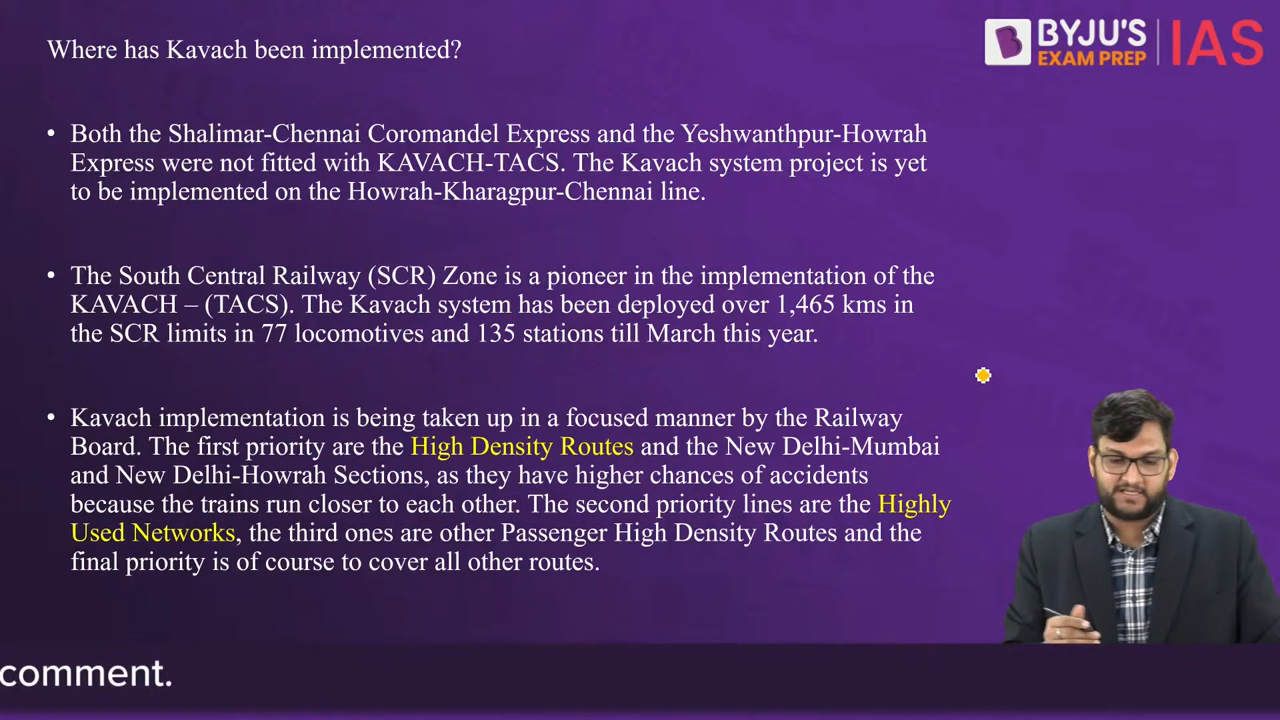 Where has Kavach been implemented?
BYJU'S
EXAM PREP
IAS
• Both the Shalimar-Chennai Coromandel Express and the Yeshwanthpur-Howrah
Express were not fitted with KAVACH-TACS. The Kavach system project is yet
to be implemented on the Howrah-Kharagpur-Chennai line.
• The South Central Railway (SCR) Zone is a pioneer in the implementation of the
KAVACH – (TACS). The Kavach system has been deployed over 1,465 kms in
the SCR limits in 77 locomotives and 135 stations till March this year.
• Kavach implementation is being taken up in a focused manner by the Railway
Board. The first priority are the High Density Routes and the New Delhi-Mumbai
and New Delhi-Howrah Sections, as they have higher chances of accidents
because the trains run closer to each other. The second priority lines are the Highly
Used Networks, the third ones are other Passenger High Density Routes and the
final priority is of course to cover all other routes.
comment.